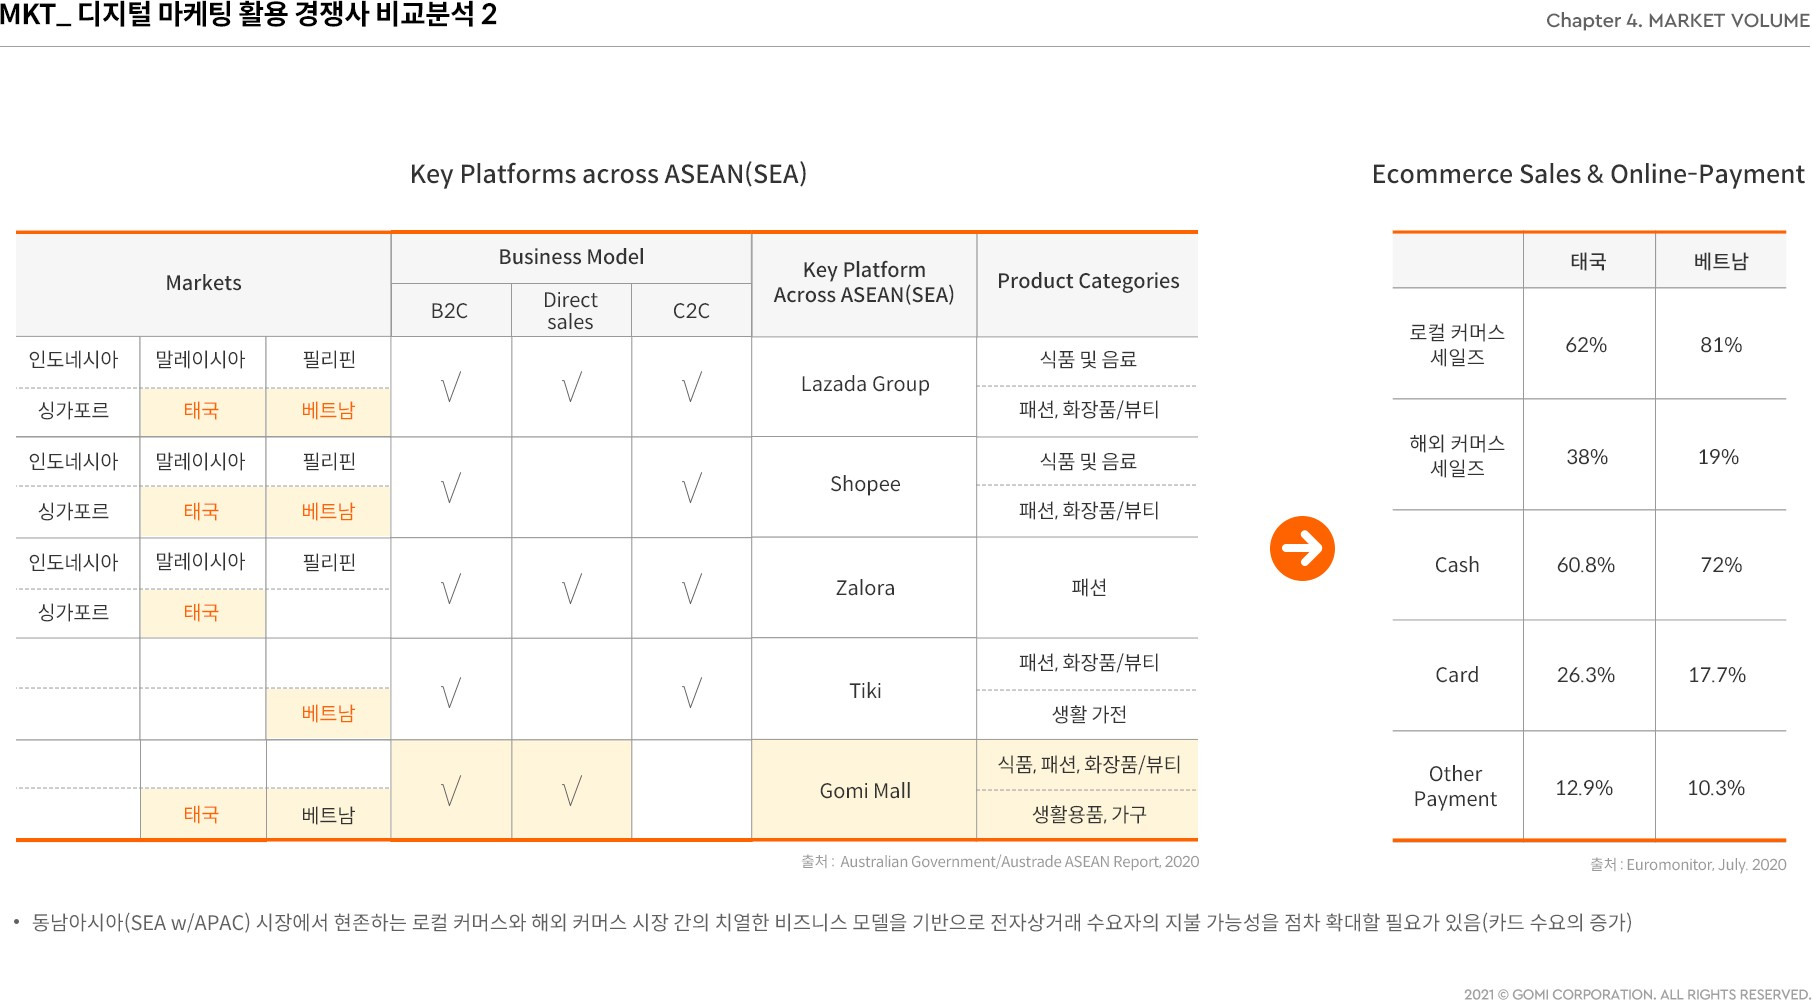 MKT_ 디지털 마케팅 활용 경쟁사 비교분석 2
Chapter 4. MARKET VOLUME
Key Platforms across ASEAN(SEA)
Markets
Business Model
B2C
Direct
sales
C2C
Key Platform
Across ASEAN(SEA)
Product Categories
인도네시아 말레이시아 필리핀
싱가포르 태국 베트남
√ √ √
Lazada Group
식품 및 음료
패션, 화장품/뷰티
인도네시아 말레이시아 필리핀
싱가포르 태국 베트남
√ √
Shopee
식품 및 음료
패션, 화장품/뷰티
인도네시아 말레이시아 필리핀
싱가포르 태국
√ √ √
Zalora
패션
베트남
√ √
Tiki
패션, 화장품/뷰티
생활 가전
태국 베트남
√ √
Gomi Mall
식품, 패션, 화장품/뷰티
생활용품, 가구
출처 : Australian Government/Austrade ASEAN Report, 2020
Ecommerce Sales & Online-Payment
태국 베트남
로컬 커머스
세일즈
62% 81%
해외 커머스
세일즈
38% 19%
Cash 60.8% 72%
Card 26.3% 17.7%
Other
Payment
12.9% 10.3%
출처 : Euromonitor, July. 2020
• 동남아시아(SEA w/APAC) 시장에서 현존하는 로컬 커머스와 해외 커머스 시장 간의 치열한 비즈니스 모델을 기반으로 전자상거래 수요자의 지불 가능성을 점차 확대할 필요가 있음(카드 수요의 증가)
2021 © GOMI CORPORATION. ALL RIGHTS RESERVED.